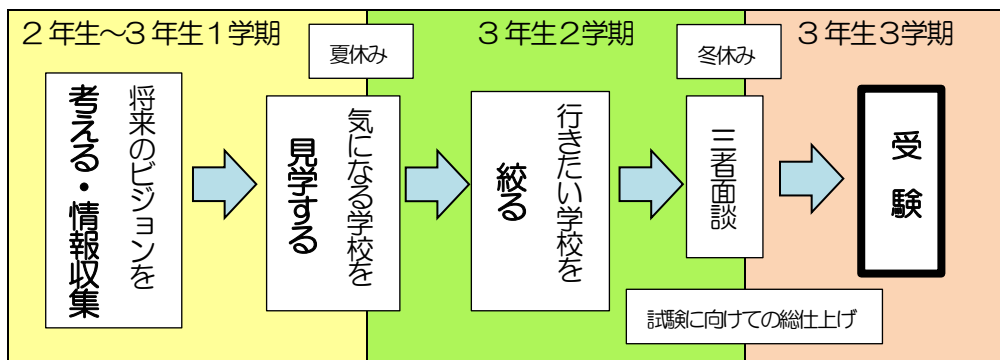 2年生～3年生1学期
夏休み
3年生2学期
冬休み
3年生3学期
将来のビジョンを
考える・情報収集
気になる学校を
見学する
行きたい学校を
絞る
三者面談
受験
試験に向けての総仕上げ